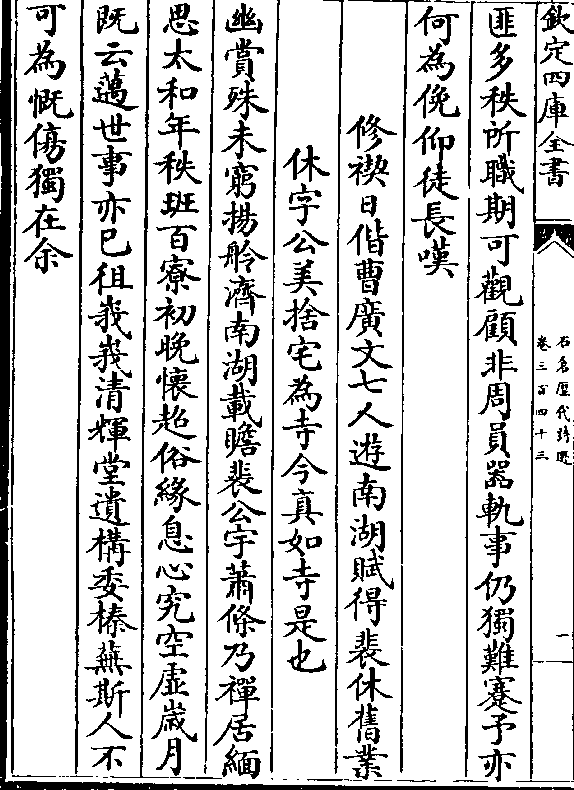 欽定四庫全書
石倉歷代詩選
卷三百四十三
一
匪多秩所職期可觀顧非周員器軌事仍獨難蹇予亦
何為俛仰徒長嘆
修禊日偕曹廣文七人遊南湖賦得裴休舊業
休字公美捨宅為寺今真如寺是也
幽賞殊未窮揚舲濟南湖載瞻裴公宇蕭條乃禪居緬
思太和年秩班百寮初晚懷超俗緣息心究空虛歲月
既云邁世事亦已徂峩峩清輝堂遺構委榛蕪斯人不
可為慨傷獨在余